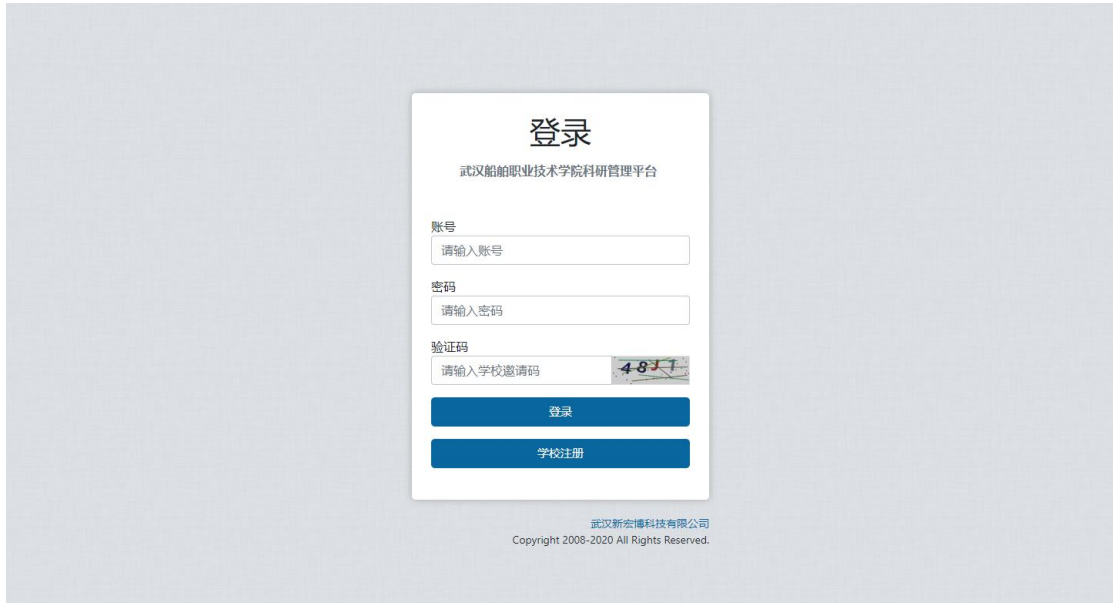 登录
武汉船舶职业技术学院科研管理平台
账号
请输入账号
密码
请输入密码
验证码
请输入学校邀请码
登录
学校注册
武汉新宏博科技有限公司
Copyright 2008-2020 All Rights Reserved.